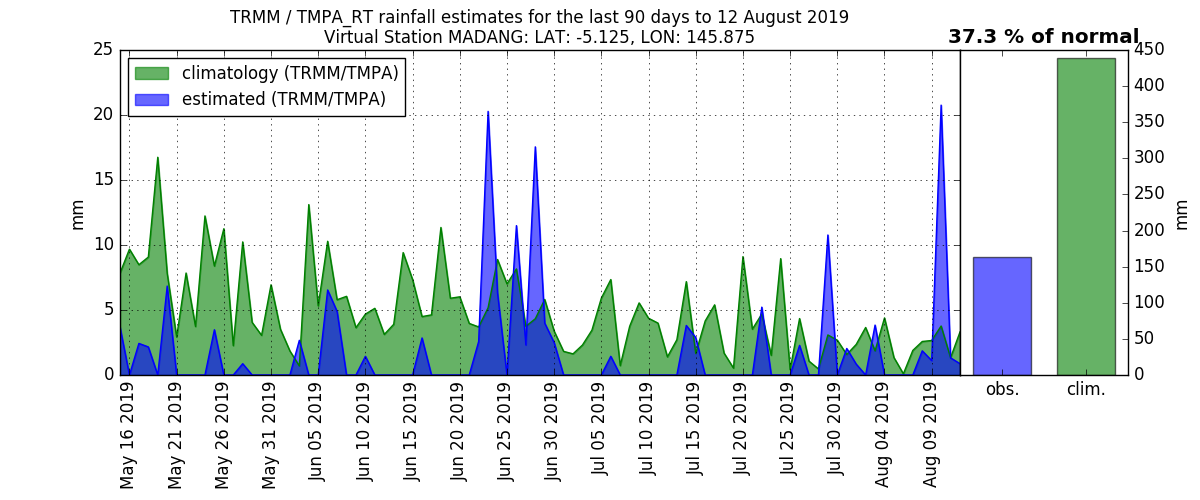 TRMM / TMPA_RT rainfall estimates for the last 90 days to 12 August 2019
Virtual Station MADANG: LAT: -5.125, LON: 145.875
37.3 % of normal
climatology (TRMM/TMPA)
estimated (TRMM/TMPA)
25
20
15
10
5
0
mm
450
400
350
300
250
200
150
100
50
0
mm
May 16 2019
May 21 2019
May 26 2019
May 31 2019
Jun 05 2019
Jun 10 2019
Jun 15 2019
Jun 20 2019
Jun 25 2019
Jun 30 2019
Jul 05 2019
Jul 10 2019
Jul 15 2019
Jul 20 2019
Jul 25 2019
Jul 30 2019
Aug 04 2019
Aug 09 2019
obs.
clim.